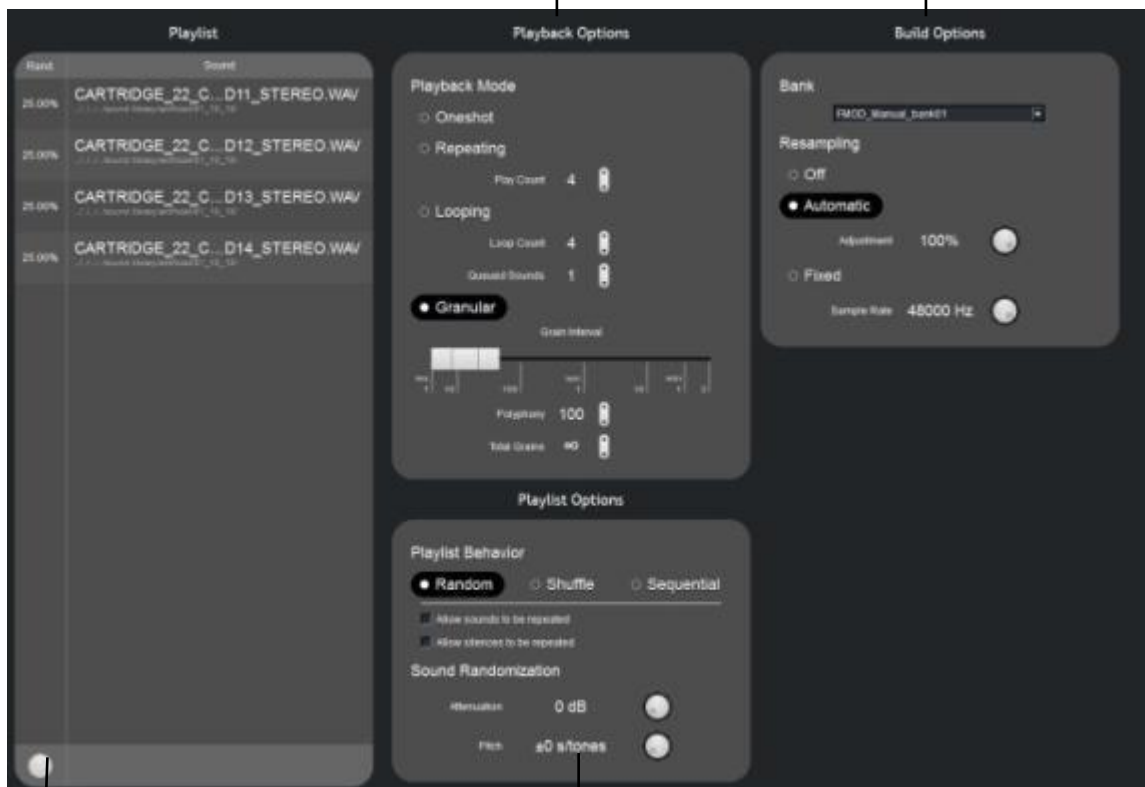 Playlist
Rand
Sound
25.00%
CARTRIDGE_22_C...D11_STEREO.WAV
25.00%
CARTRIDGE_22_C...D12_STEREO.WAV
25.00%
CARTRIDGE_22_C...D13_STEREO.WAV
25.00%
CARTRIDGE_22_C...D14_STEREO.WAV
Playback Options
Playback Mode
Oneshot
Repeating
Play Count 4
Looping
Loop Count 4
Queued Sounds 1
Granular
Grain Interval
Polyphony 100
Total Grains ∞
Playlist Options
Playlist Behavior
Random Shuffle Sequential
Allow sounds to be repeated
Allow silences to be repeated
Sound Randomization
Attenuation 0 dB
Pitch ±0 s/tones
Build Options
Bank
FMOD_Manual_bank01
Resampling
Off
Automatic
Adjustment 100%
Fixed
Sample Rate 48000 Hz